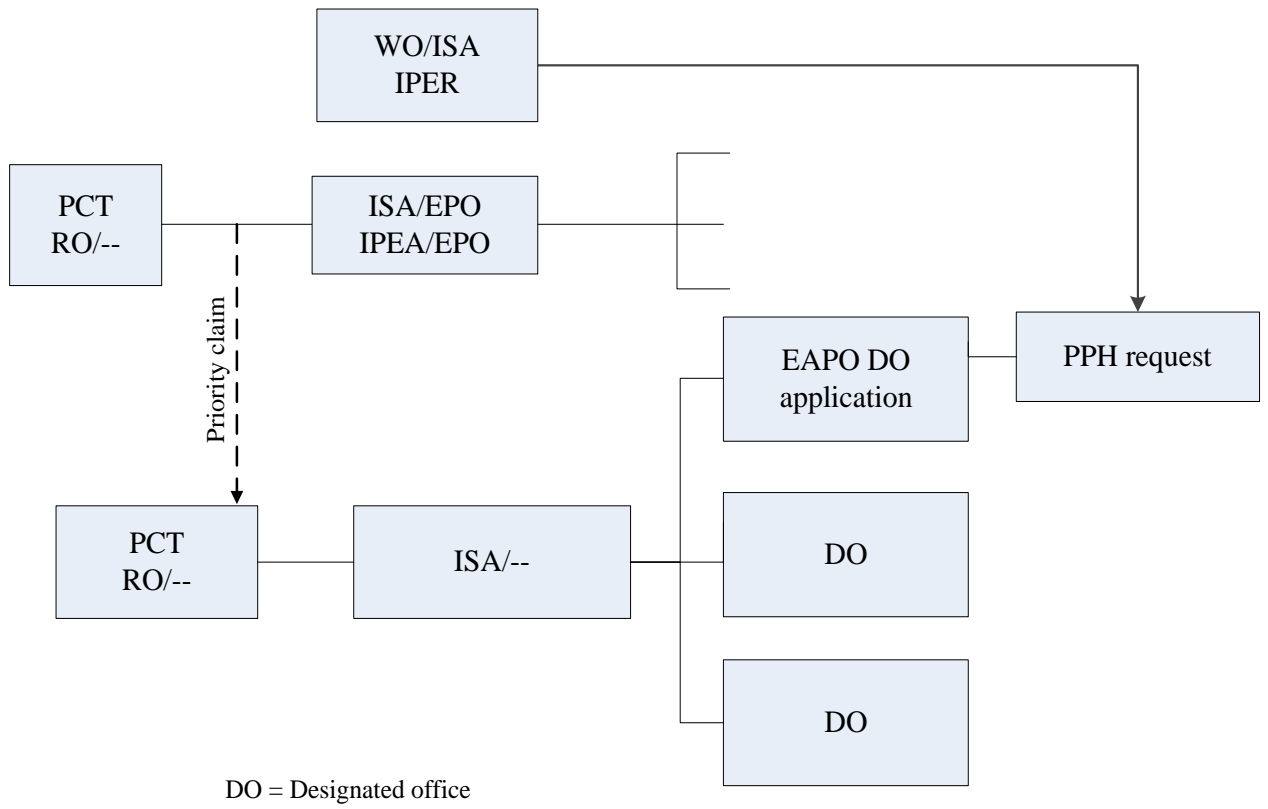 WO/ISA
IPER
PCT
RO/--
ISA/EPO
IPEA/EPO
Priority claim
EAPO DO
application
PPH request
PCT
RO/--
ISA/--
DO
DO
DO = Designated office